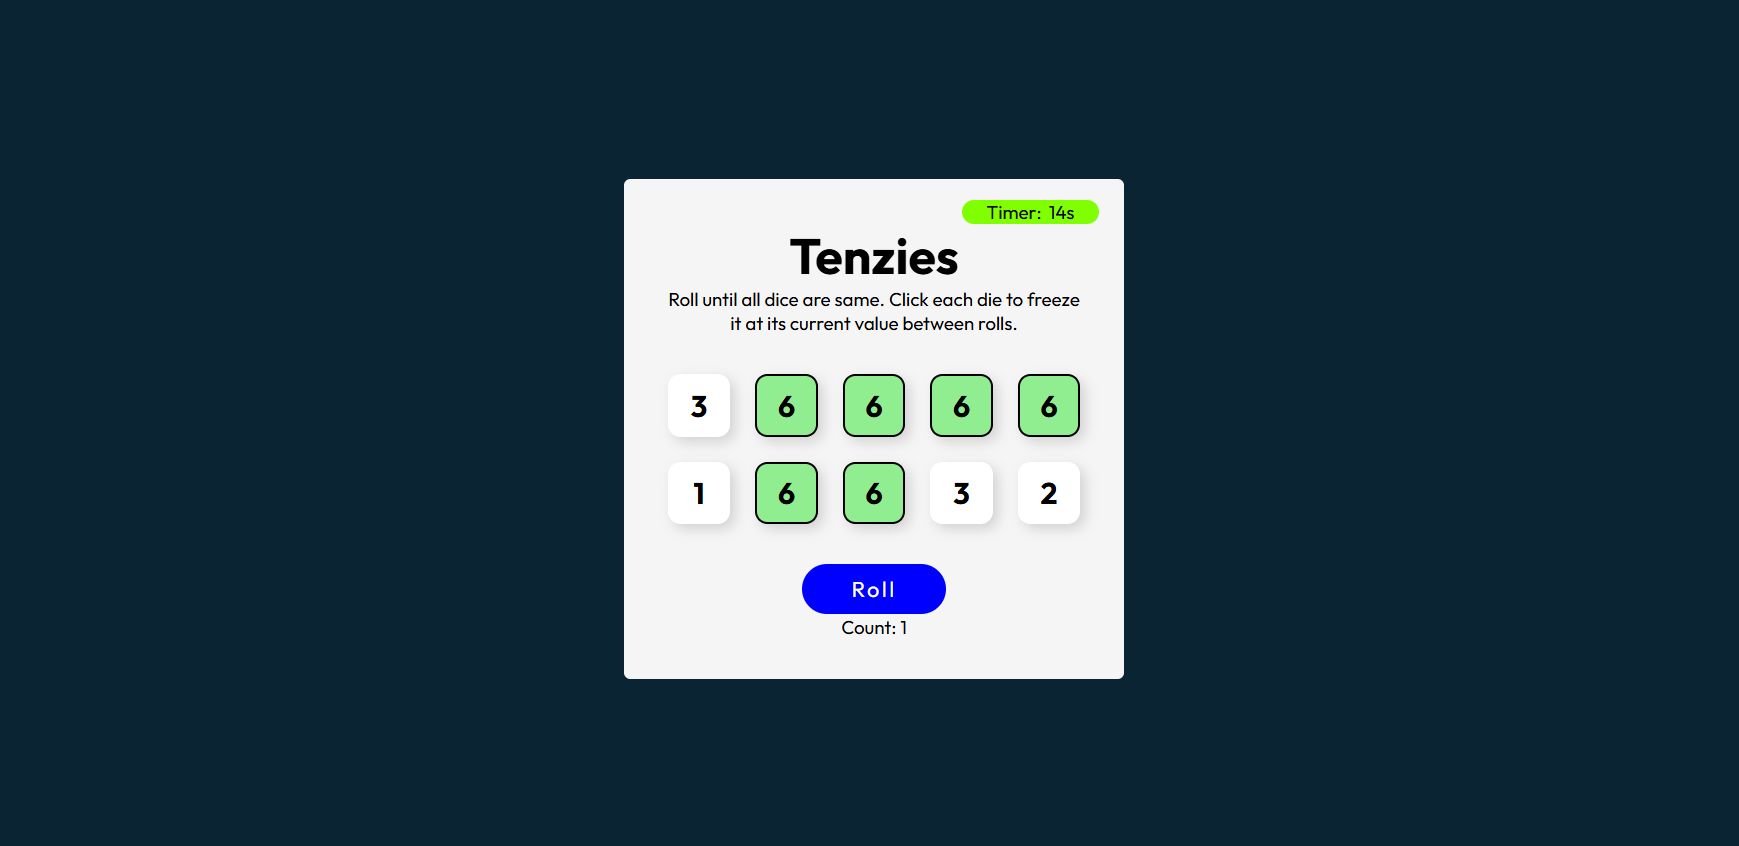 Timer: 14s
Tenzies
Roll until all dice are same. Click each die to freeze
it at its current value between rolls.
3 6 6 6 6
1 6 6 3 2
Roll
Count: 1